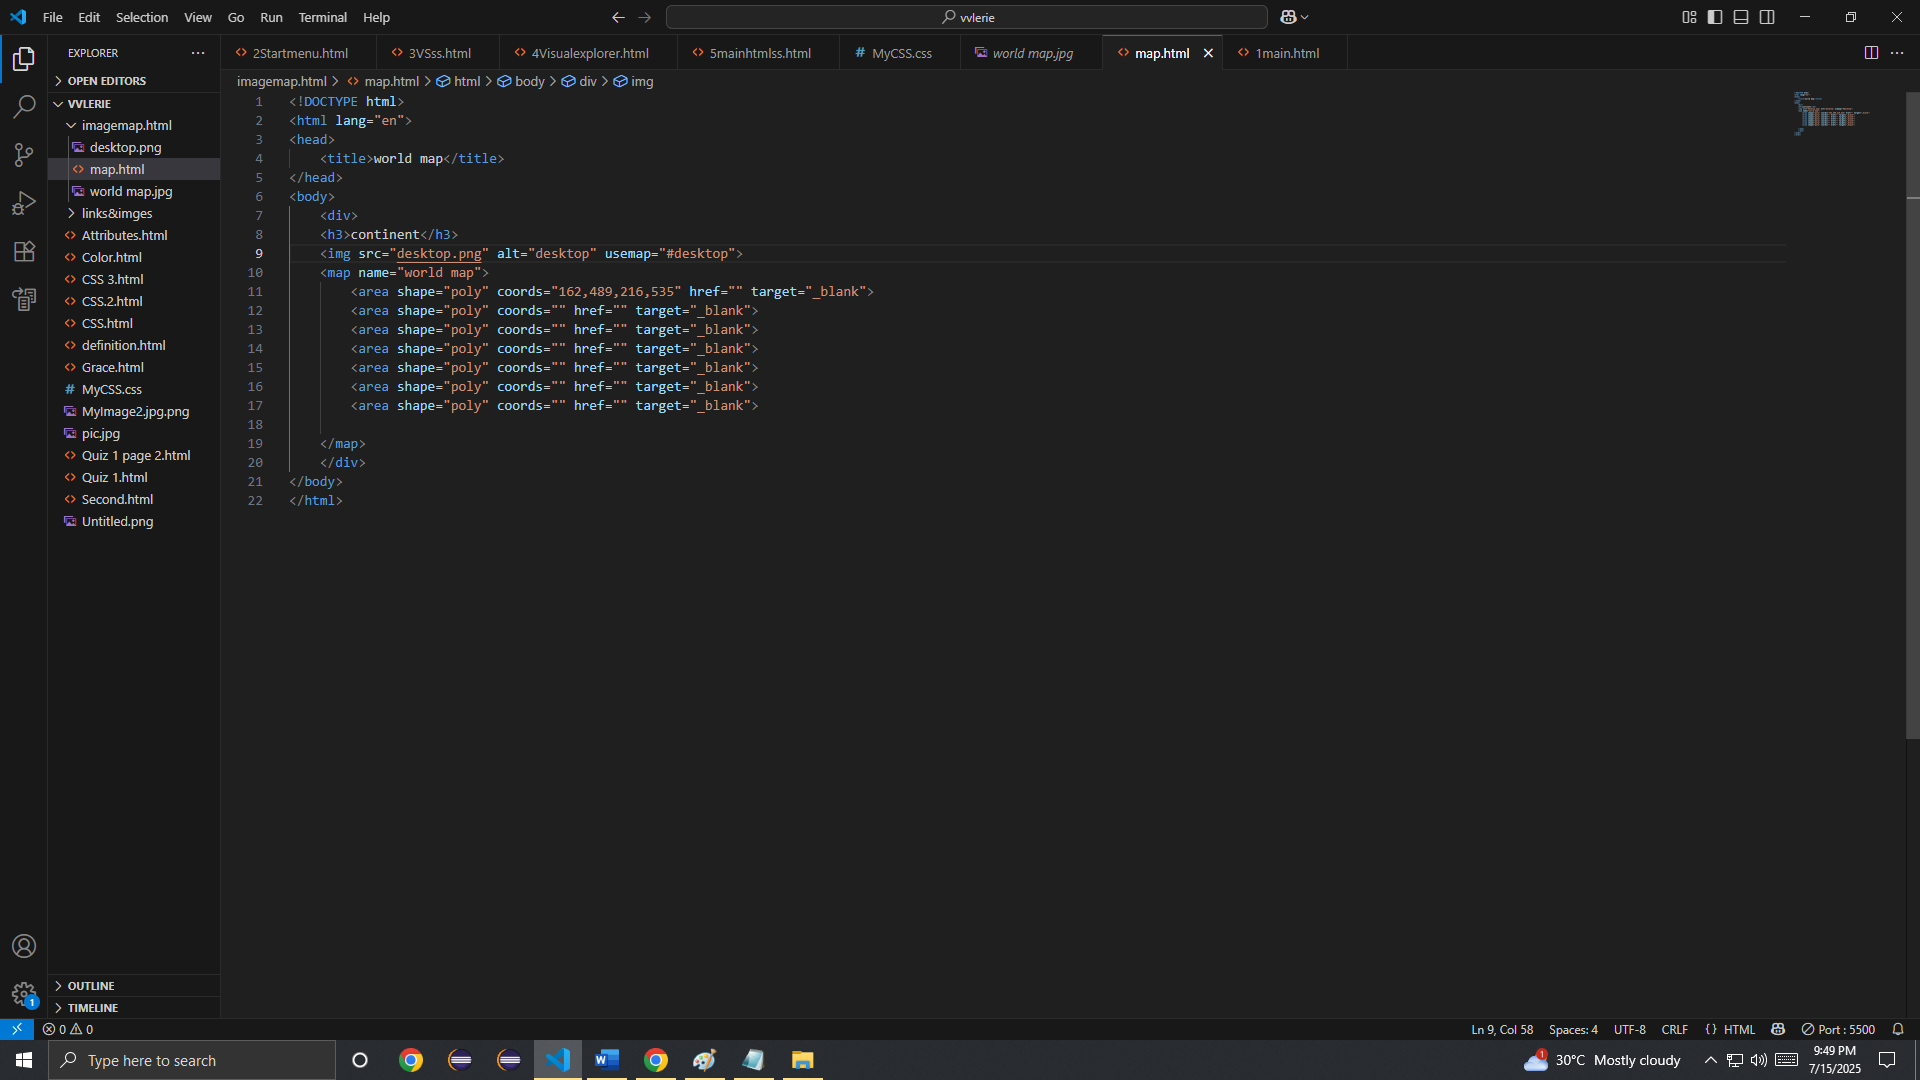 File Edit Selection View Go Run Terminal Help
vvlerie
EXPLORER
OPEN EDITORS
VVLERIE
imagemap.html
desktop.png
map.html
world map.jpg
links&imges
Attributes.html
Color.html
CSS 3.html
CSS.2.html
CSS.html
definition.html
Grace.html
# MyCSS.css
MyImage2.jpg.png
pic.jpg
Quiz 1 page 2.html
Quiz 1.html
Second.html
Untitled.png
OUTLINE
TIMELINE
2Startmenu.html 3VSss.html 4Visualexplorer.html 5mainhtmlss.html # MyCSS.css world map.jpg map.html 1main.html
imagemap.html > map.html > html > body > div > img
1 <!DOCTYPE html>
2 <html lang="en">
3 <head>
4 <title>world map</title>
5 </head>
6 <body>
7 <div>
8 <h3>continent</h3>
9 <img src="desktop.png" alt="desktop" usemap="#desktop">
10 <map name="world map">
11 <area shape="poly" coords="162,489,216,535" href="" target="_blank">
12 <area shape="poly" coords="" href="" target="_blank">
13 <area shape="poly" coords="" href="" target="_blank">
14 <area shape="poly" coords="" href="" target="_blank">
15 <area shape="poly" coords="" href="" target="_blank">
16 <area shape="poly" coords="" href="" target="_blank">
17 <area shape="poly" coords="" href="" target="_blank">
18
19 </map>
20 </div>
21 </body>
22 </html>
1
0 0 Ln 9, Col 58 Spaces: 4 UTF-8 CRLF {} HTML Port : 5500
Type here to search
1 30°C Mostly cloudy
9:49 PM
7/15/2025